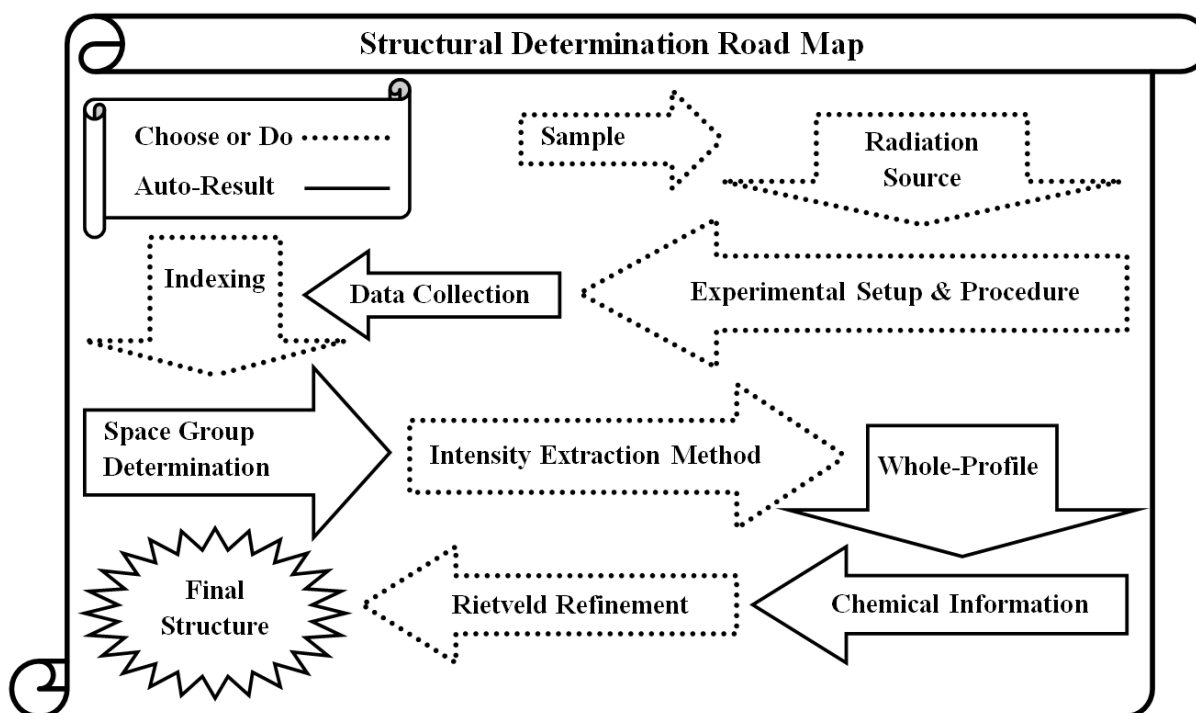 Structural Determination Road Map
Choose or Do
Auto-Result
Sample
Radiation
Source
Experimental Setup & Procedure
Data Collection
Indexing
Space Group
Determination
Intensity Extraction Method
Whole-Profile
Chemical Information
Rietveld Refinement
Final
Structure